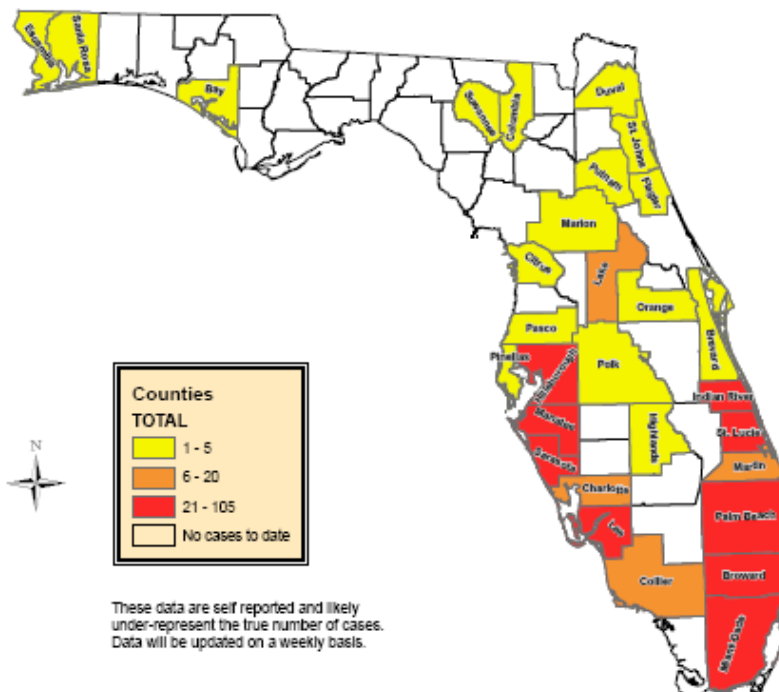 Escambia
Santa Rosa
Bay
Suwannee
Columbia
Duval
St. Johns
Putnam
Flagler
Marion
Citrus
Lake
Orange
Brevard
Pasco
Pinellas
Hillsborough
Polk
Indian River
Manatee
Highlands
St. Lucie
Sarasota
Martin
Charlotte
Lee
Palm Beach
Collier
Broward
Miami-Dade
N
Counties
TOTAL
1 - 5
6 - 20
21 - 105
No cases to date
These data are self reported and likely
under-represent the true number of cases.
Data will be updated on a weekly basis.